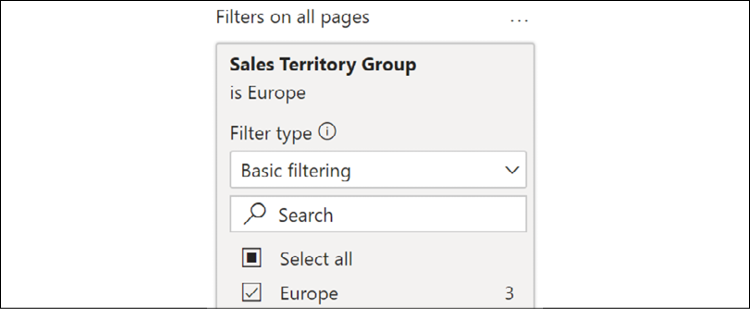 Filters on all pages ...
Sales Territory Group
is Europe
Filter type
Basic filtering
Search
Select all
Europe 3